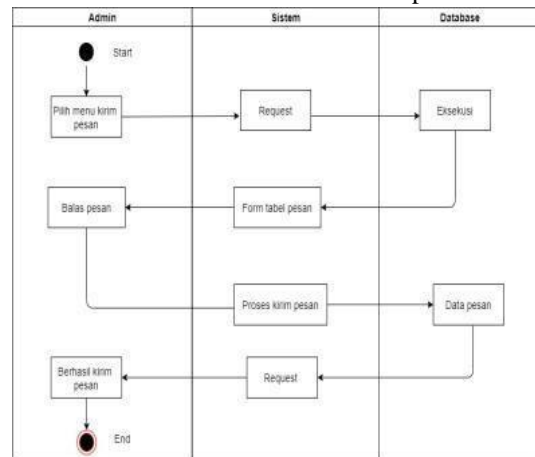 Admin
Sistem
Database
Start
Pilih menu kirim
pesan
Request
Eksekusi
Balas pesan
Form tabel pesan
Proses kirim pesan
Data pesan
Berhasil kirim
pesan
Request
End